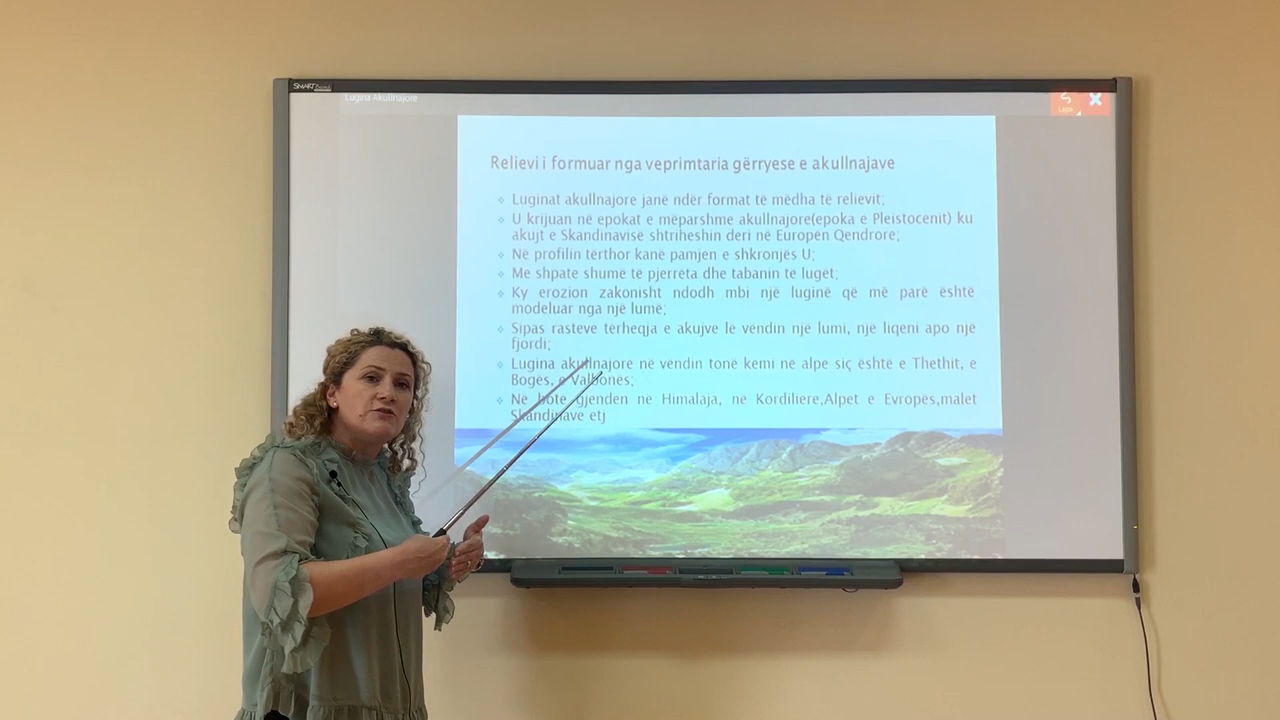 SMART Board
Lugina Akullnajore
Relievi i formuar nga veprimtaria gërryese e akullnajave
Luginat akullnajore janë ndër format të mëdha të relievit;
U krijuan në epokat e mëparshme akullnajore(epoka e Pleistocenit) ku
akujt e Skandinavisë shtriheshin deri në Europën Qendrore;
Në profilin tërthor kanë pamjen e shkronjës U;
Me shpate shumë të pjerreta dhe tabanin të lugët;
Ky erozion zakonisht ndodh mbi një luginë që më parë është
modeluar nga një lumë;
Sipas rasteve tërheqja e akujve lë vendin një lumi, një liqeni apo një
fjordi;
Lugina akullnajore në vendin tonë kemi në alpe siç është e Thethit, e
Bogës, e Valbonës;
Në botë gjenden në Himalaja, në Kordiliere,Alpet e Evropës,malet
Skandinave etj